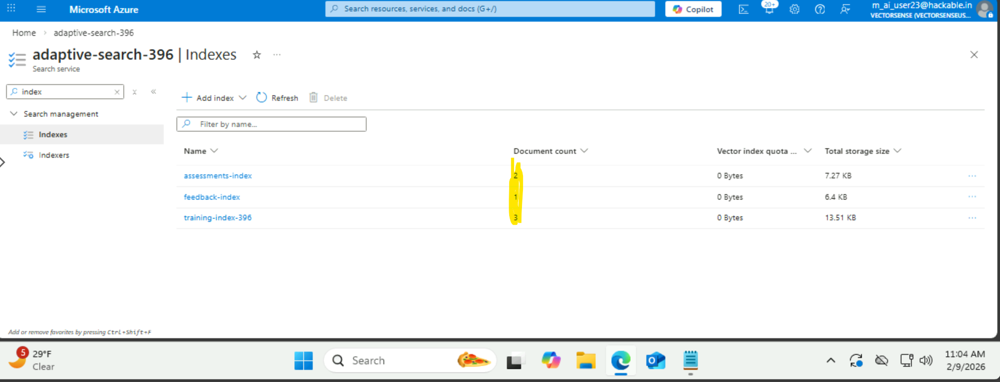 Microsoft Azure
Search resources, services, and docs (G+/)
Copilot
20+
m_ai_user23@hackable.in
VECTORSENSE (VECTORSENSEUS...
Home > adaptive-search-396
adaptive-search-396 | Indexes
Search service
index
Add index
Refresh
Delete
Search management
Filter by name...
Indexes
Indexers
Name Document count Vector index quota ... Total storage size
assessments-index 2 0 Bytes 7.27 KB
feedback-index 1 0 Bytes 6.4 KB
training-index-396 3 0 Bytes 13.51 KB
Add or remove favorites by pressing Ctrl+Shift+F
5
29°F
Clear
Search
11:04 AM
2/9/2026